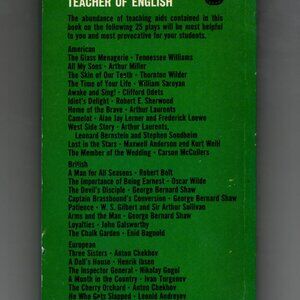 TEACHER OF ENGLISH
The abundance of teaching aids contained in this
book on the following 25 plays will be most helpful
to you and most provocative for your students.
American
The Glass Menagerie · Tennessee Williams
All My Sons · Arthur Miller
The Skin of Our Teeth · Thornton Wilder
The Time of Your Life · William Saroyan
Awake and Sing! · Clifford Odets
Idiot's Delight · Robert E. Sherwood
Home of the Brave · Arthur Laurents
Camelot · Alan Jay Lerner and Frederick Loewe
West Side Story · Arthur Laurents,
Leonard Bernstein and Stephen Sondheim
Lost in the Stars · Maxwell Anderson and Kurt Weill
The Member of the Wedding · Carson McCullers
British
A Man for All Seasons · Robert Bolt
The Importance of Being Earnest · Oscar Wilde
The Devil's Disciple · George Bernard Shaw
Captain Brassbound's Conversion · George Bernard Shaw
Patience · W. S. Gilbert and Sir Arthur Sullivan
Arms and the Man · George Bernard Shaw
Loyalties · John Galsworthy
The Chalk Garden · Enid Bagnold
European
Three Sisters · Anton Chekhov
A Doll's House · Henrik Ibsen
The Inspector General · Nikolay Gogol
A Month in the Country · Ivan Turgenev
The Cherry Orchard · Anton Chekhov
He Who Gets Slapped · Leonid Andreyev